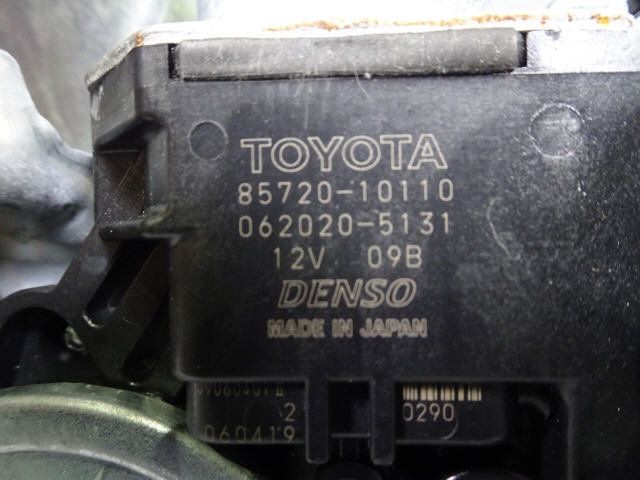 TOYOTA
85720-10110
062020-5131
12V 09B
DENSO
MADE IN JAPAN
2 0290
060419